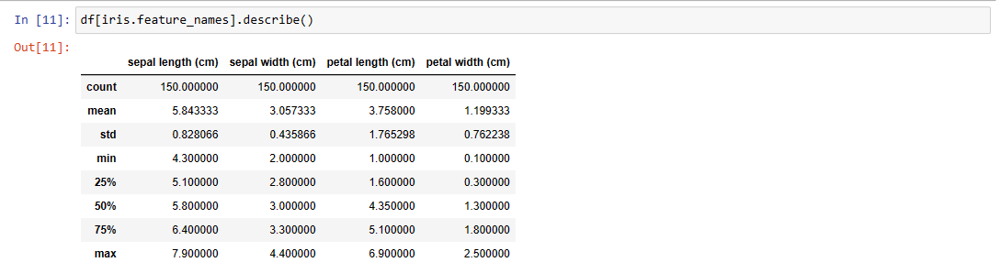 In [11]: df[iris.feature_names].describe()
Out[11]:
sepal length (cm) sepal width (cm) petal length (cm) petal width (cm)
count 150.000000 150.000000 150.000000 150.000000
mean 5.843333 3.057333 3.758000 1.199333
std 0.828066 0.435866 1.765298 0.762238
min 4.300000 2.000000 1.000000 0.100000
25% 5.100000 2.800000 1.600000 0.300000
50% 5.800000 3.000000 4.350000 1.300000
75% 6.400000 3.300000 5.100000 1.800000
max 7.900000 4.400000 6.900000 2.500000